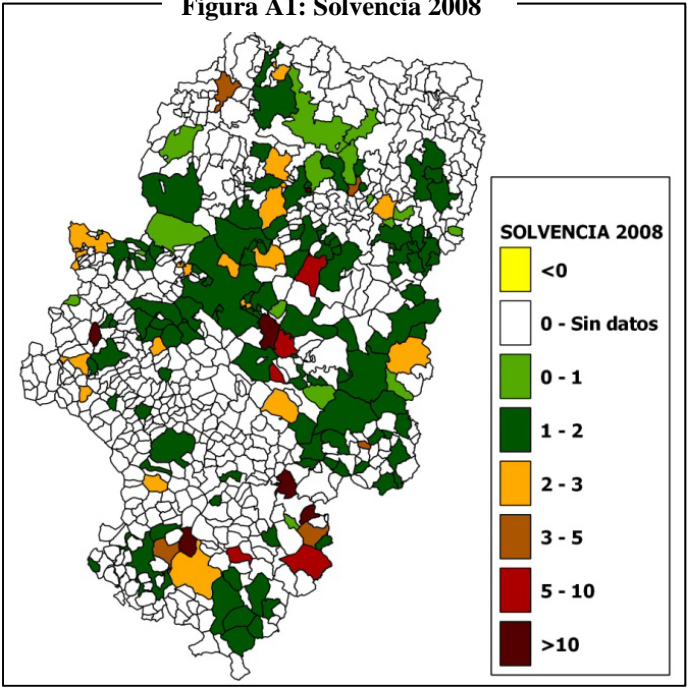 Figura A1: Solvencia 2008
SOLVENCIA 2008
<0
0 - Sin datos
0 - 1
1 - 2
2 - 3
3 - 5
5 - 10
>10